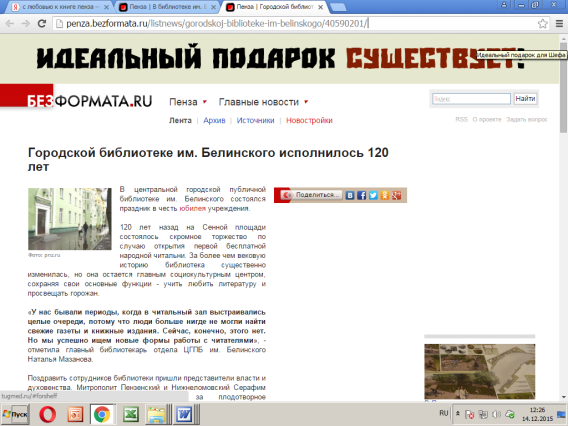 с любовью к книге пенза —
Пенза | В библиотеке им. Б
Пенза | Городской библиот
penza.bezformata.ru/listnews/gorodskoj-biblioteke-im-belinskogo/40590201/
ИДЕАЛЬНЫЙ ПОДАРОК СУЩЕСТВУЕТ!
Идеальный подарок для Шефа
БЕЗФОРМАТА.RU
Пенза Главные новости
Найти
Лента | Архив | Источники | Новостройки
RSS О проекте Задать вопрос
Городской библиотеке им. Белинского исполнилось 120
лет
В центральной городской публичной
библиотеке им. Белинского состоялся
праздник в честь юбилея учреждения.
Поделиться…
120 лет назад на Сенной площади
состоялось скромное торжество по
случаю открытия первой бесплатной
народной читальни. За более чем вековую
Фото: pnz.ru
историю библиотека существенно
изменилась, но она остается главным социокультурным центром,
сохраняя свои основные функции - учить любить литературу и
просвещать горожан.
«У нас бывали периоды, когда в читальный зал выстраивались
целые очереди, потому что люди больше нигде не могли найти
свежие газеты и книжные издания. Сейчас, конечно, этого нет.
Но мы успешно ищем новые формы работы с читателями», -
отметила главный библиотекарь отдела ЦГПБ им. Белинского
Наталья Мазанова.
Поздравить сотрудников библиотеки пришли представители власти и
духовенства. Митрополит Пензенский и Нижнеломовский Серафим
за плодотворное
tugmed.ru/#forsheff
Пуск
RU
12:26
14.12.2015